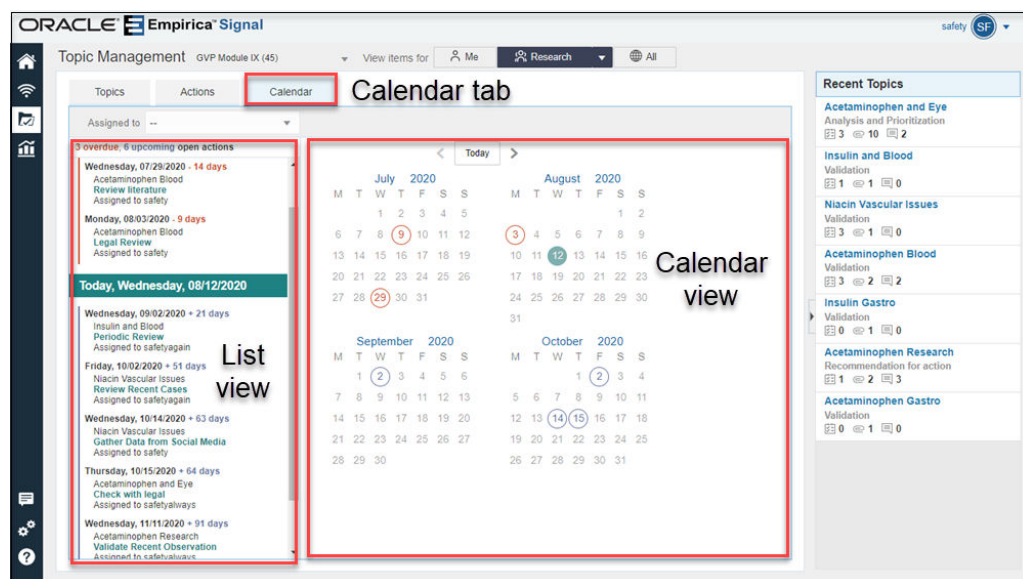 ORACLE Empirica Signal
safety SF
Topic Management GVP Module IX (45) View items for Me Research All
Topics Actions Calendar Calendar tab
Assigned to --
3 overdue, 6 upcoming open actions
Wednesday, 07/29/2020 - 14 days
Acetaminophen Blood
Review literature
Assigned to safety
Monday, 08/03/2020 - 9 days
Acetaminophen Blood
Legal Review
Assigned to safety
Today, Wednesday, 08/12/2020
Wednesday, 09/02/2020 + 21 days
Insulin and Blood
Periodic Review
Assigned to safetyagain
Friday, 10/02/2020 + 51 days
Niacin Vascular Issues
Review Recent Cases
Assigned to safetyagain
Wednesday, 10/14/2020 + 63 days
Niacin Vascular Issues
Gather Data from Social Media
Assigned to safety
Thursday, 10/15/2020 + 64 days
Acetaminophen and Eye
Check with legal
Assigned to safetyalways
Wednesday, 11/11/2020 + 91 days
Acetaminophen Research
Validate Recent Observation
Assigned to safetyalways
List
view
Today
July 2020
M T W T F S S
1 2 3 4 5
6 7 8 9 10 11 12
13 14 15 16 17 18 19
20 21 22 23 24 25 26
27 28 29 30 31
August 2020
M T W T F S S
1 2
3 4 5 6 7 8 9
10 11 12 13 14 15 16
17 18 19 20 21 22 23
24 25 26 27 28 29 30
31
September 2020
M T W T F S S
1 2 3 4 5 6
7 8 9 10 11 12 13
14 15 16 17 18 19 20
21 22 23 24 25 26 27
28 29 30
October 2020
M T W T F S S
1 2 3 4
5 6 7 8 9 10 11
12 13 14 15 16 17 18
19 20 21 22 23 24 25
26 27 28 29 30 31
Calendar
view
Recent Topics
Acetaminophen and Eye
Analysis and Prioritization
3 10 2
Insulin and Blood
Validation
1 1 0
Niacin Vascular Issues
Validation
3 1 0
Acetaminophen Blood
Validation
3 2 2
Insulin Gastro
Validation
0 1 0
Acetaminophen Research
Recommendation for action
1 2 3
Acetaminophen Gastro
Validation
0 1 0